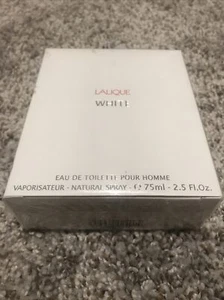 LALIQUE
WHITE
EAU DE TOILETTE POUR HOMME
VAPORISATEUR - NATURAL SPRAY - ℮ 75ml - 2.5 Fl.Oz.